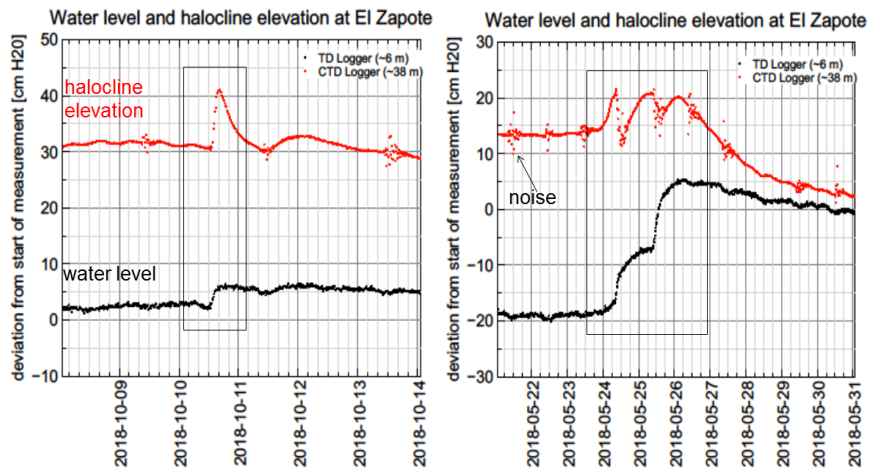 Water level and halocline elevation at El Zapote
deviation from start of measurement [cm H20]
50
40
30
20
10
5
0
−10
TD Logger (~6 m)
CTD Logger (~38 m)
halocline
elevation
water level
2018-10-09
2018-10-10
2018-10-11
2018-10-12
2018-10-13
2018-10-14
Water level and halocline elevation at El Zapote
deviation from start of measurement [cm H20]
30
20
10
0
−10
−20
−30
TD Logger (~6 m)
CTD Logger (~38 m)
noise
2018-05-22
2018-05-23
2018-05-24
2018-05-25
2018-05-26
2018-05-27
2018-05-28
2018-05-29
2018-05-30
2018-05-31